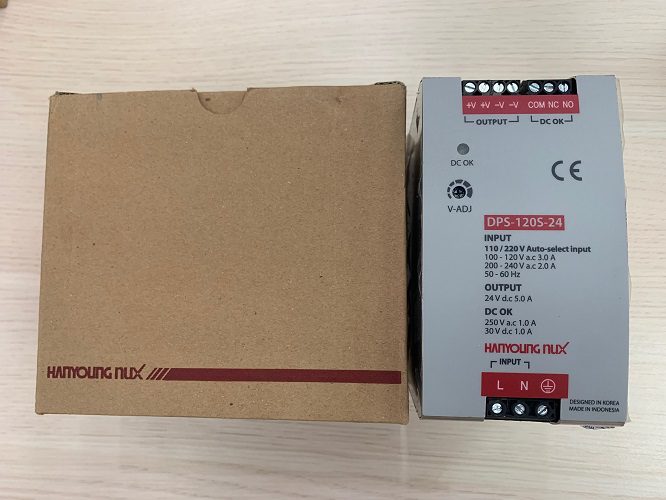 HANYOUNG NUX
+V +V -V -V COM NC NO
OUTPUT DC OK
DC OK
CE
V-ADJ
DPS-120S-24
INPUT
110 / 220 V Auto-select input
100 - 120 V a.c 3.0 A
200 - 240 V a.c 2.0 A
50 - 60 Hz
OUTPUT
24 V d.c 5.0 A
DC OK
250 V a.c 1.0 A
30 V d.c 1.0 A
HANYOUNG NUX
INPUT
L N
DESIGNED IN KOREA
MADE IN INDONESIA